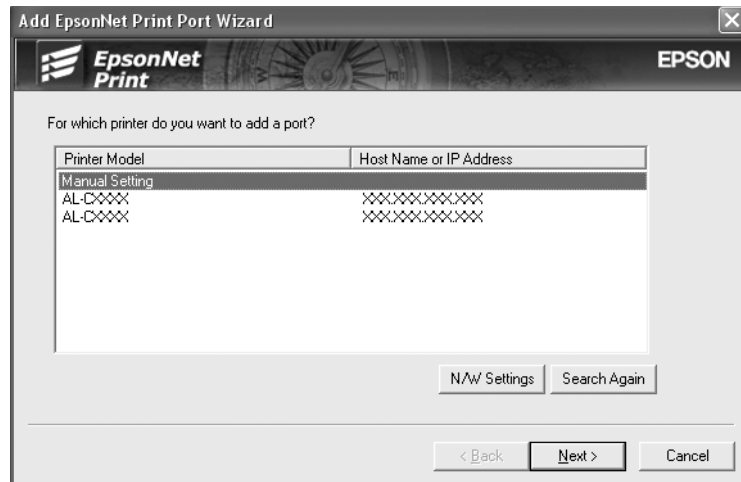 Add EpsonNet Print Port Wizard
EpsonNet
Print
EPSON
For which printer do you want to add a port?
Printer Model Host Name or IP Address
Manual Setting
AL-CXXXX XXX.XXX.XXX.XXX
AL-CXXXX XXX.XXX.XXX.XXX
N/W Settings Search Again
< Back Next > Cancel